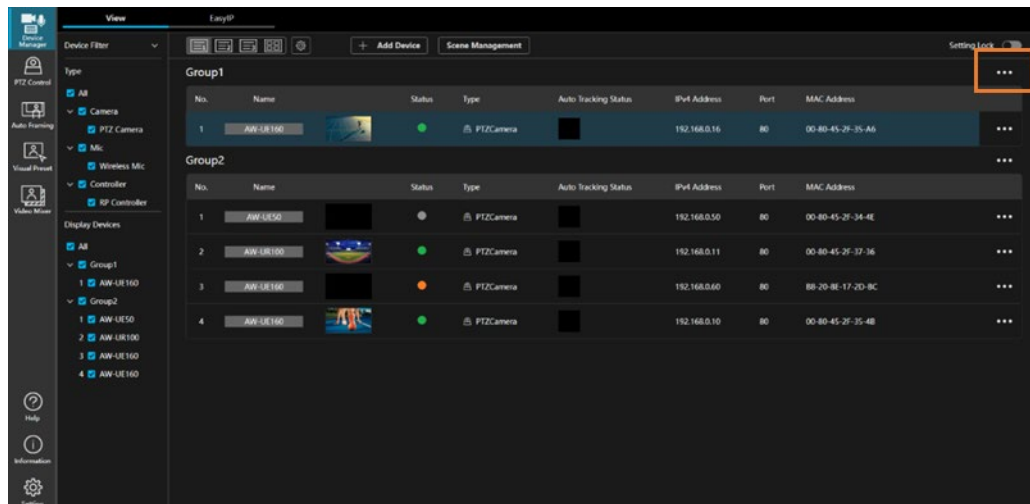 View
EasyIP
Device Manager
PTZ Control
Auto Framing
Visual Preset
Video Mixer
Help
Information
Setting
Device Filter
Type
All
Camera
PTZ Camera
Mic
Wireless Mic
Controller
RP Controller
Display Devices
All
Group1
1 AW-UE160
Group2
1 AW-UE50
2 AW-UR100
3 AW-UE160
4 AW-UE160
+ Add Device
Scene Management
Setting Lock
Group1
No. Name Status Type Auto Tracking Status IPv4 Address Port MAC Address
1 AW-UE160 PTZCamera 192.168.0.16 80 00-80-45-2F-35-A6
Group2
No. Name Status Type Auto Tracking Status IPv4 Address Port MAC Address
1 AW-UE50 PTZCamera 192.168.0.50 80 00-80-45-2F-34-4E
2 AW-UR100 PTZCamera 192.168.0.11 80 00-80-45-2F-37-36
3 AW-UE160 PTZCamera 192.168.0.60 80 B8-20-8E-17-2D-BC
4 AW-UE160 PTZCamera 192.168.0.10 80 00-80-45-2F-35-4B